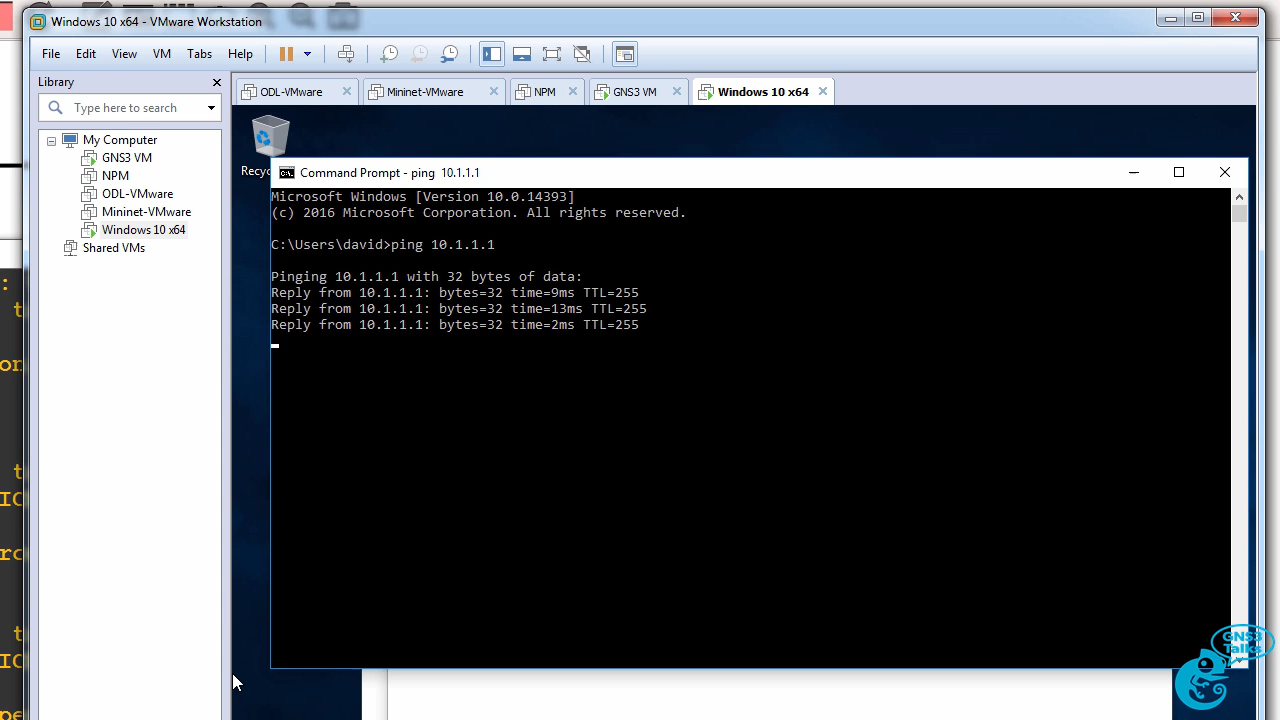 Windows 10 x64 - VMware Workstation
File Edit View VM Tabs Help
Library
Type here to search
ODL-VMware
Mininet-VMware
NPM
GNS3 VM
Windows 10 x64
My Computer
GNS3 VM
NPM
ODL-VMware
Mininet-VMware
Windows 10 x64
Shared VMs
Recyc
Command Prompt - ping 10.1.1.1
Microsoft Windows [Version 10.0.14393]
(c) 2016 Microsoft Corporation. All rights reserved.
C:\Users\david>ping 10.1.1.1
Pinging 10.1.1.1 with 32 bytes of data:
Reply from 10.1.1.1: bytes=32 time=9ms TTL=255
Reply from 10.1.1.1: bytes=32 time=13ms TTL=255
Reply from 10.1.1.1: bytes=32 time=2ms TTL=255
GNS3
Talks